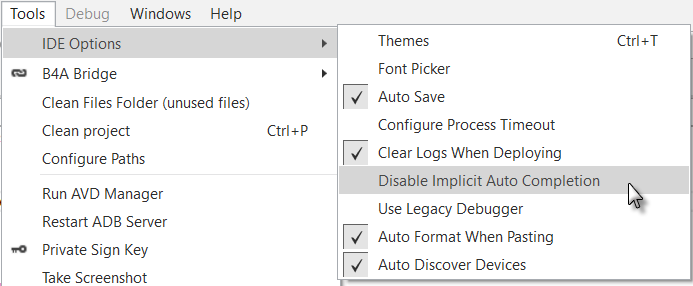 Tools Debug Windows Help
IDE Options
B4A Bridge
Clean Files Folder (unused files)
Clean project Ctrl+P
Configure Paths
Run AVD Manager
Restart ADB Server
Private Sign Key
Take Screenshot
Themes Ctrl+T
Font Picker
Auto Save
Configure Process Timeout
Clear Logs When Deploying
Disable Implicit Auto Completion
Use Legacy Debugger
Auto Format When Pasting
Auto Discover Devices